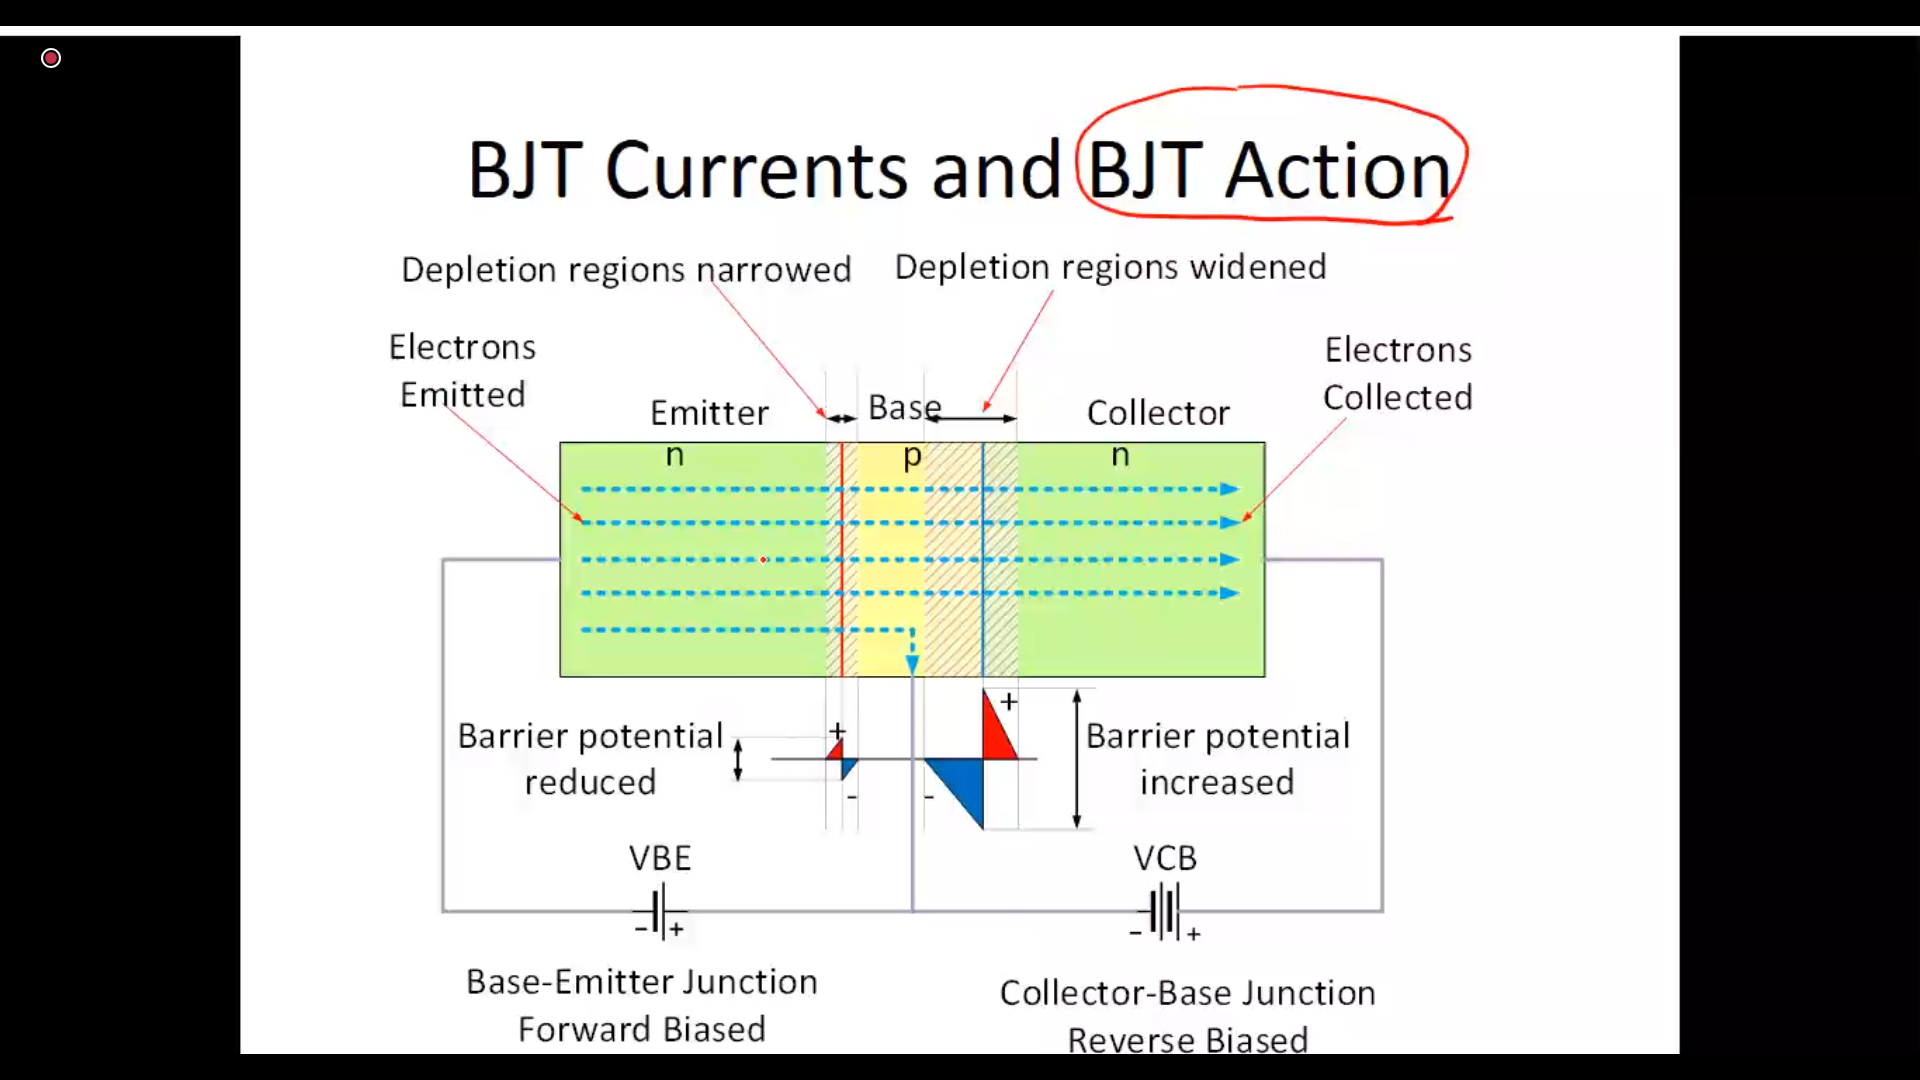 BJT Currents and BJT Action
Depletion regions narrowed
Depletion regions widened
Electrons
Emitted
Electrons
Collected
Emitter
Base
Collector
n
p
n
Barrier potential
reduced
+
-
-
+
Barrier potential
increased
VBE
- +
VCB
- +
Base-Emitter Junction
Forward Biased
Collector-Base Junction
Reverse Biased